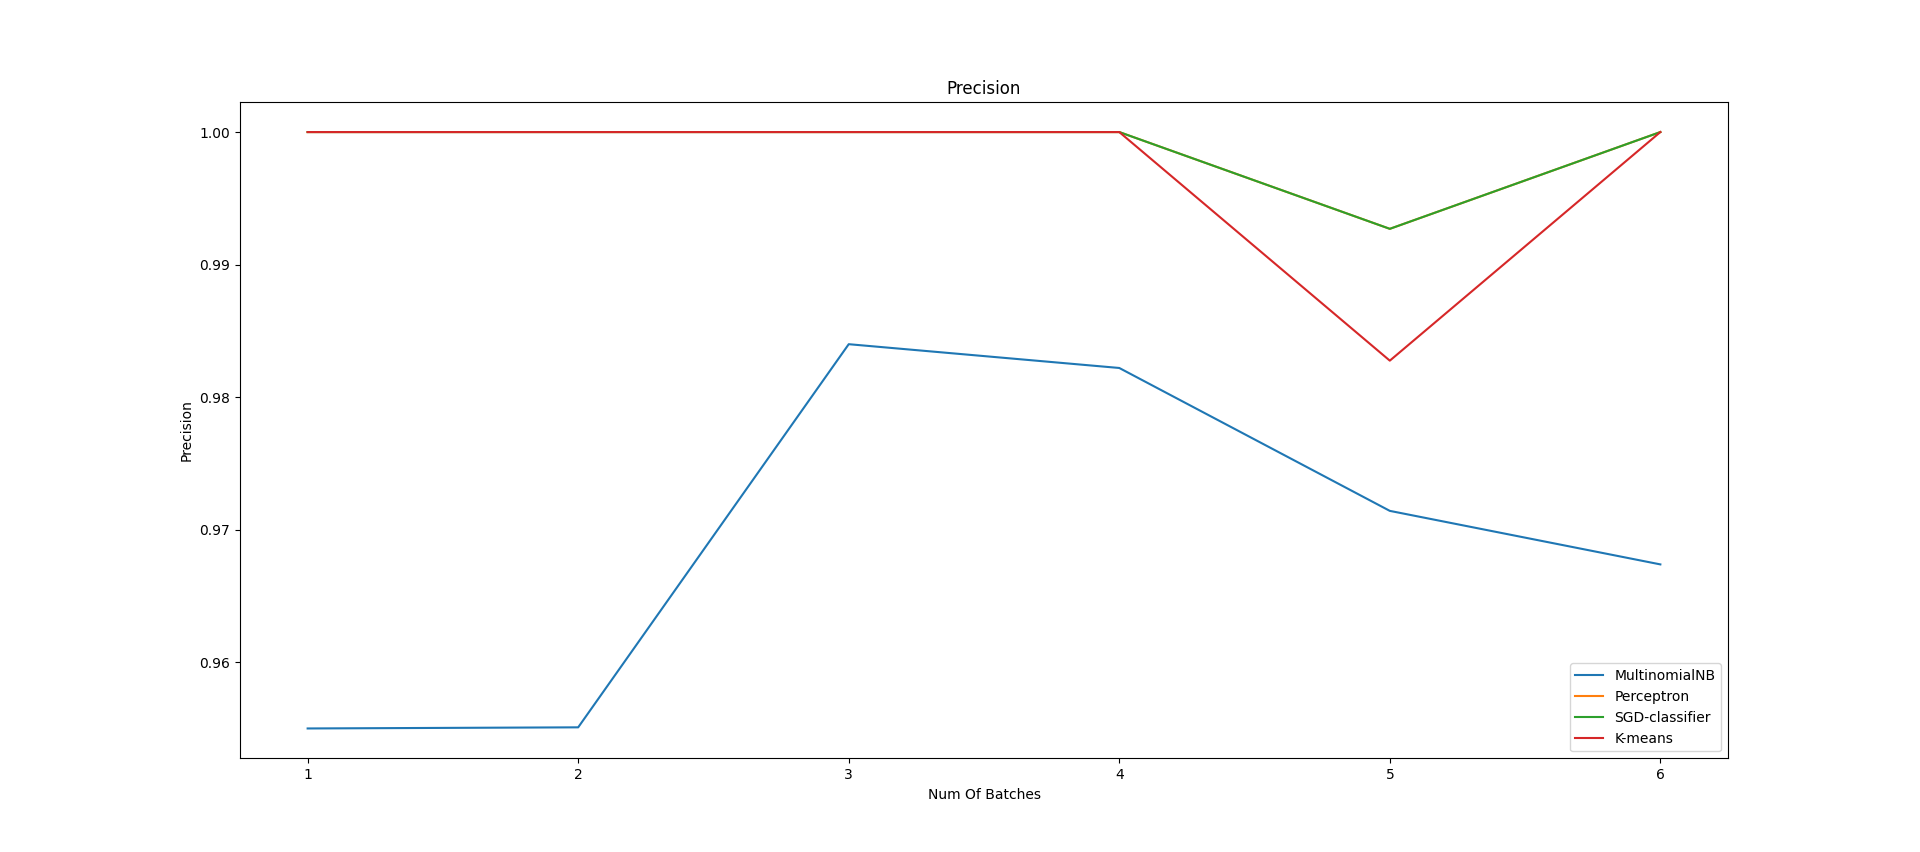 Precision
1.00
0.99
0.98
0.97
0.96
Precision
1 2 3 4 5 6
Num Of Batches
MultinomialNB
Perceptron
SGD-classifier
K-means